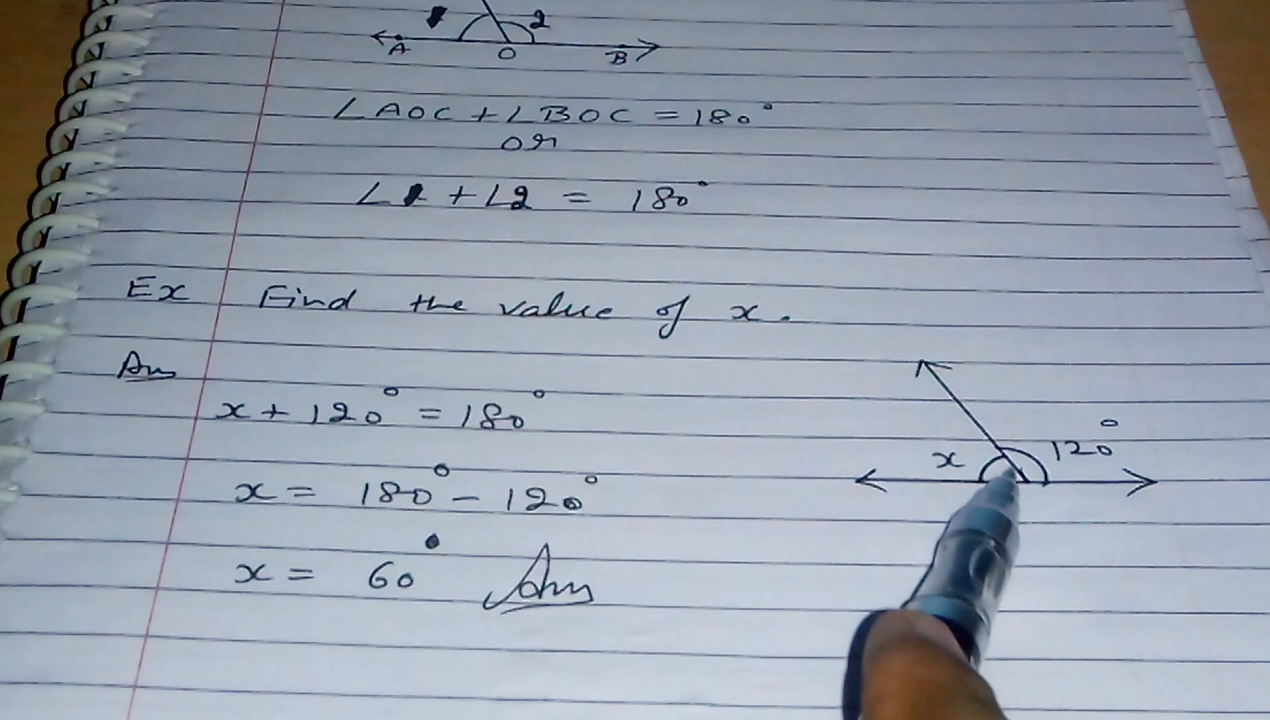 2
A O B
∠AOC + ∠BOC = 180°
or
∠1 + ∠2 = 180°
Ex Find the value of x.
Ans
x + 120° = 180°
x = 180° - 120°
x = 60° Ans
x 120°